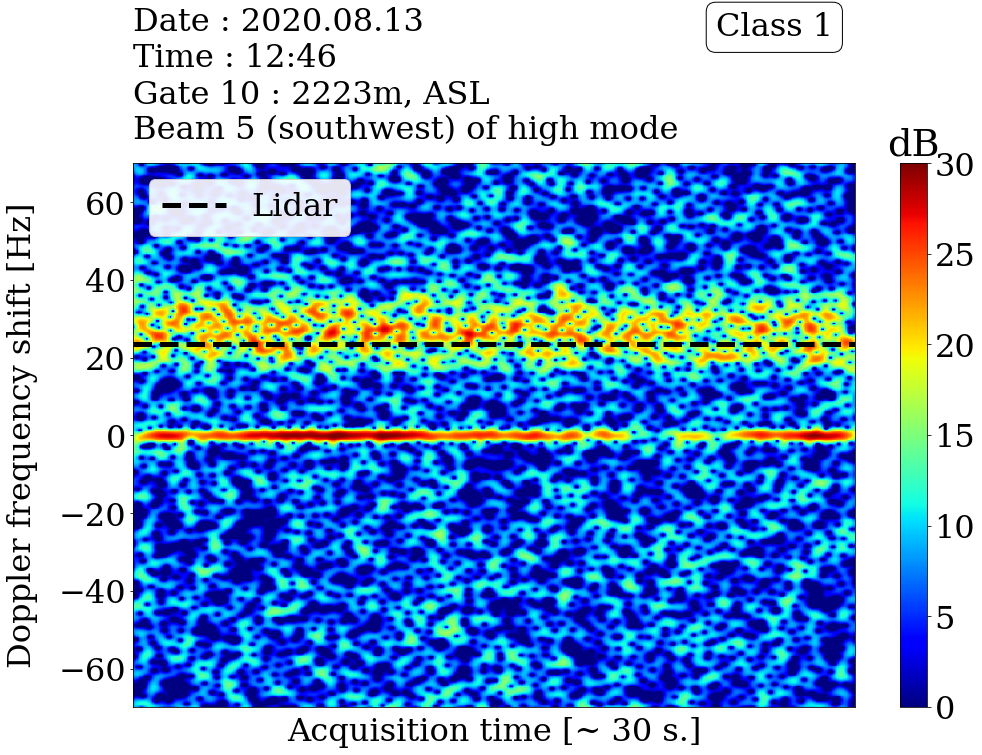 Date : 2020.08.13
Time : 12:46
Gate 10 : 2223m, ASL
Beam 5 (southwest) of high mode
Class 1
dB
Lidar
Doppler frequency shift [Hz]
60
40
20
0
−20
−40
−60
30
25
20
15
10
5
0
Acquisition time [~ 30 s.]